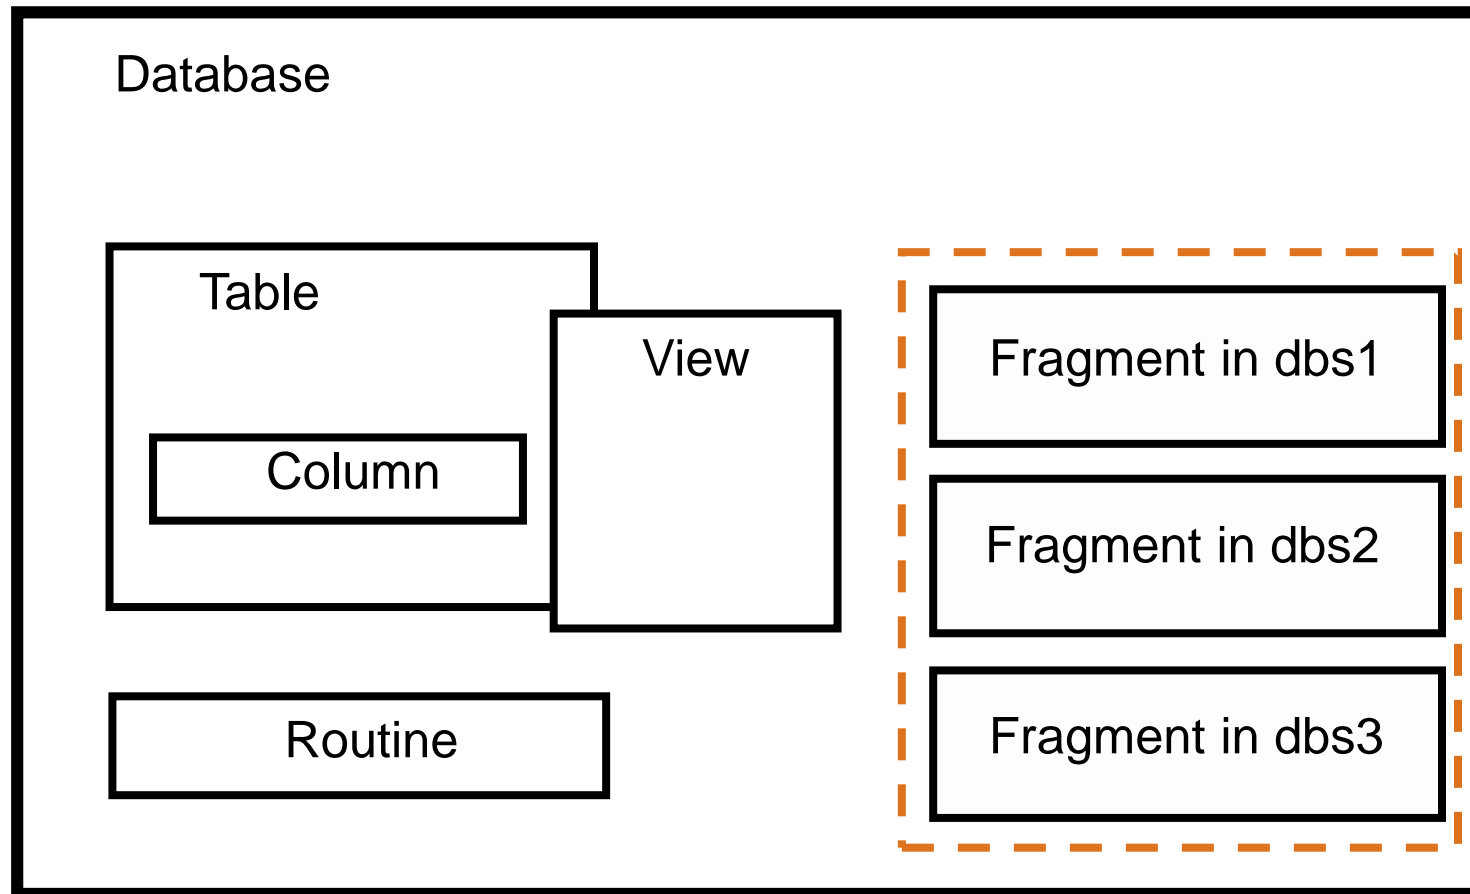 Database
Table
View
Column
Routine
Fragment in dbs1
Fragment in dbs2
Fragment in dbs3